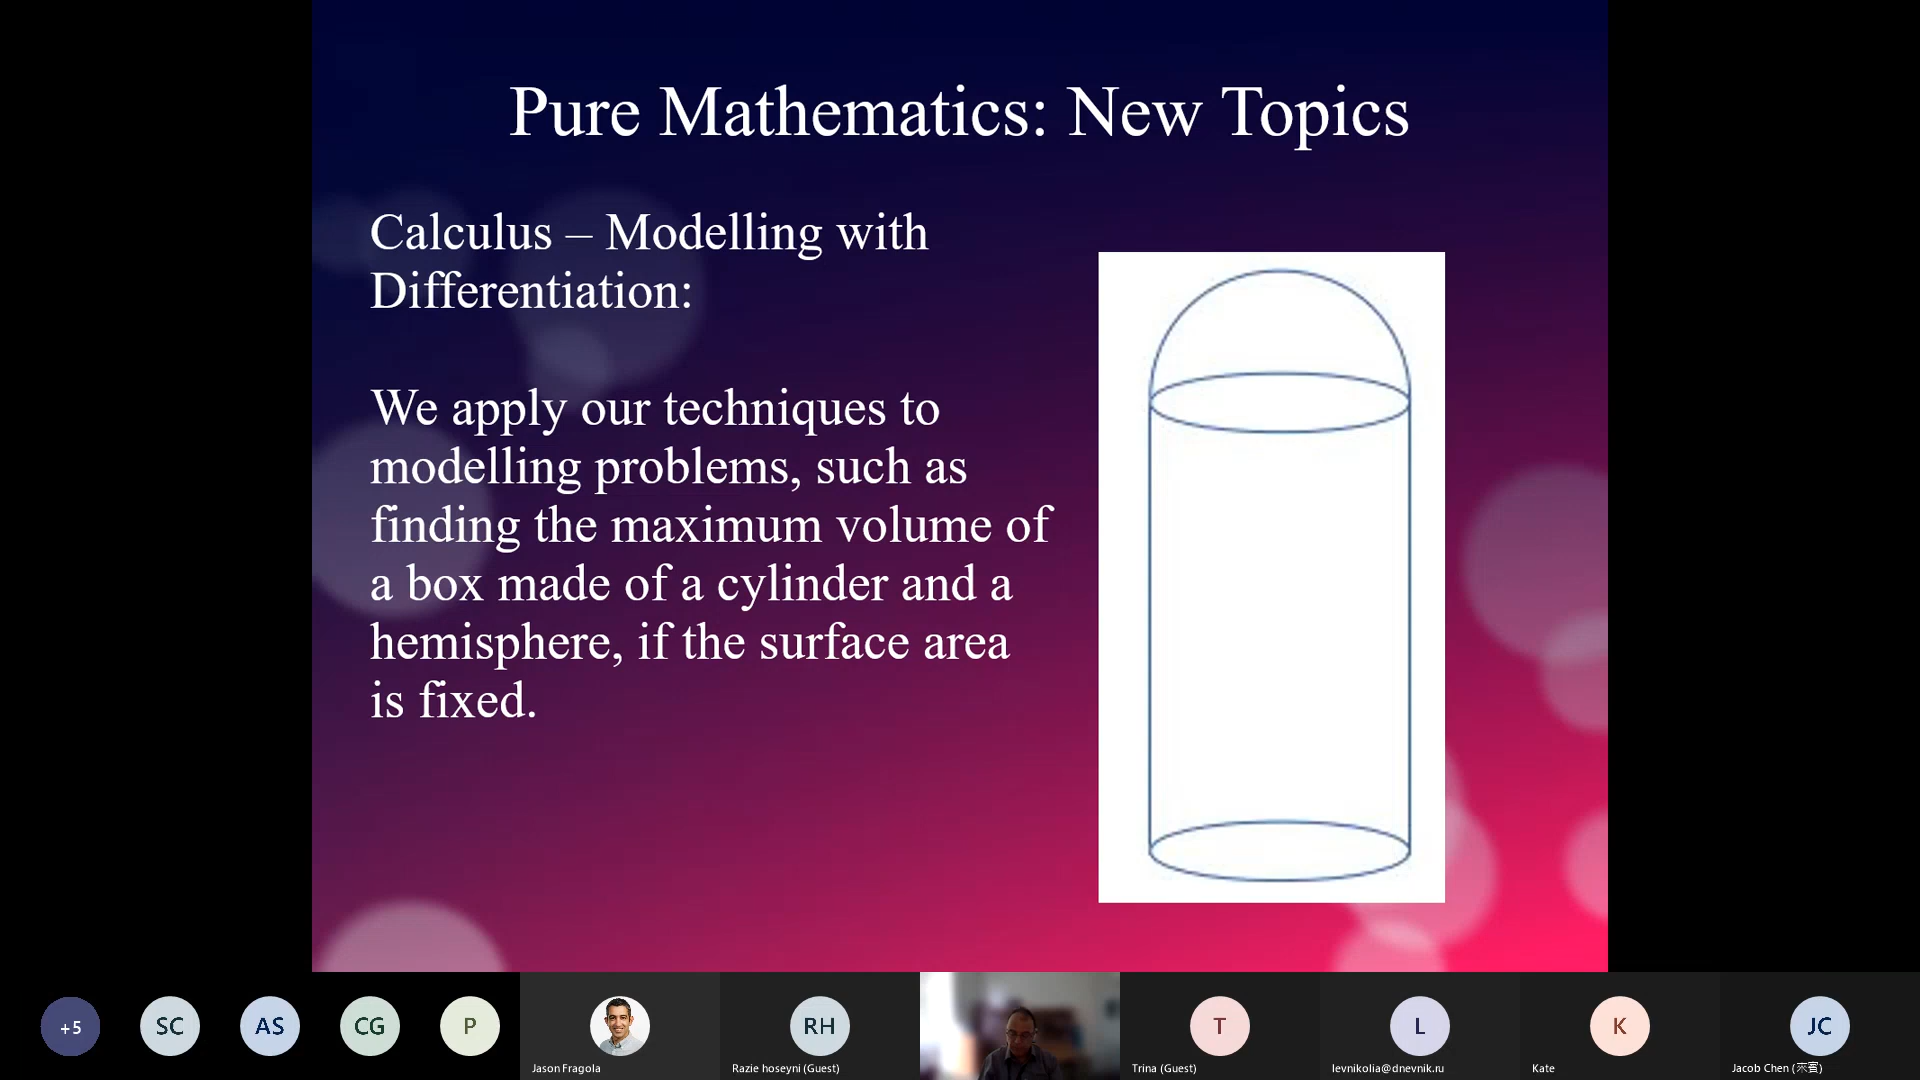 Pure Mathematics: New Topics
Calculus – Modelling with
Differentiation:
We apply our techniques to
modelling problems, such as
finding the maximum volume of
a box made of a cylinder and a
hemisphere, if the surface area
is fixed.
+5
SC
AS
CG
P
Jason Fragola
RH
Razie hoseyni (Guest)
T
Trina (Guest)
L
levnikolia@dnevnik.ru
K
Kate
JC
Jacob Chen (